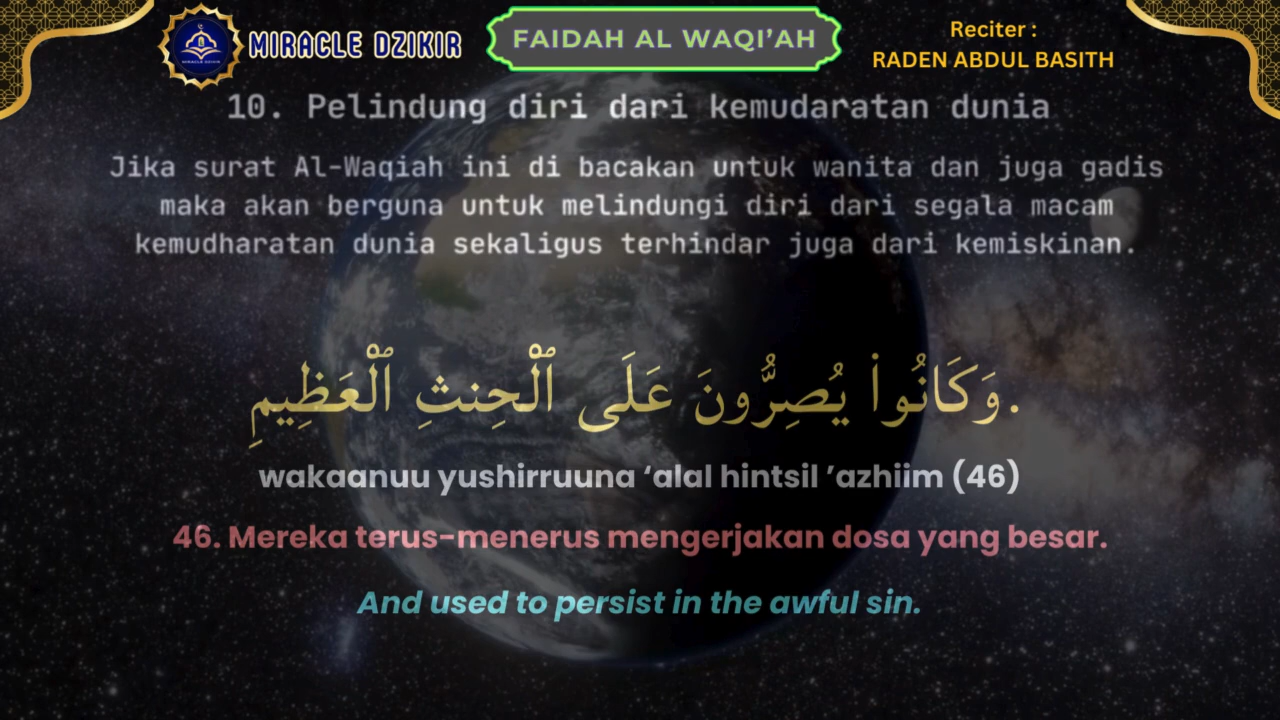 MIRACLE DZIKIR
FAIDAH AL WAQI’AH
Reciter :
RADEN ABDUL BASITH
10. Pelindung diri dari kemudaratan dunia
Jika surat Al-Waqiah ini di bacakan untuk wanita dan juga gadis
maka akan berguna untuk melindungi diri dari segala macam
kemudharatan dunia sekaligus terhindar juga dari kemiskinan.
وَكَانُوا۟ يُصِرُّونَ عَلَى ٱلْحِنثِ ٱلْعَظِيمِ.
wakaanuu yushirruuna ‘alal hintsil ’azhiim (46)
46. Mereka terus-menerus mengerjakan dosa yang besar.
And used to persist in the awful sin.